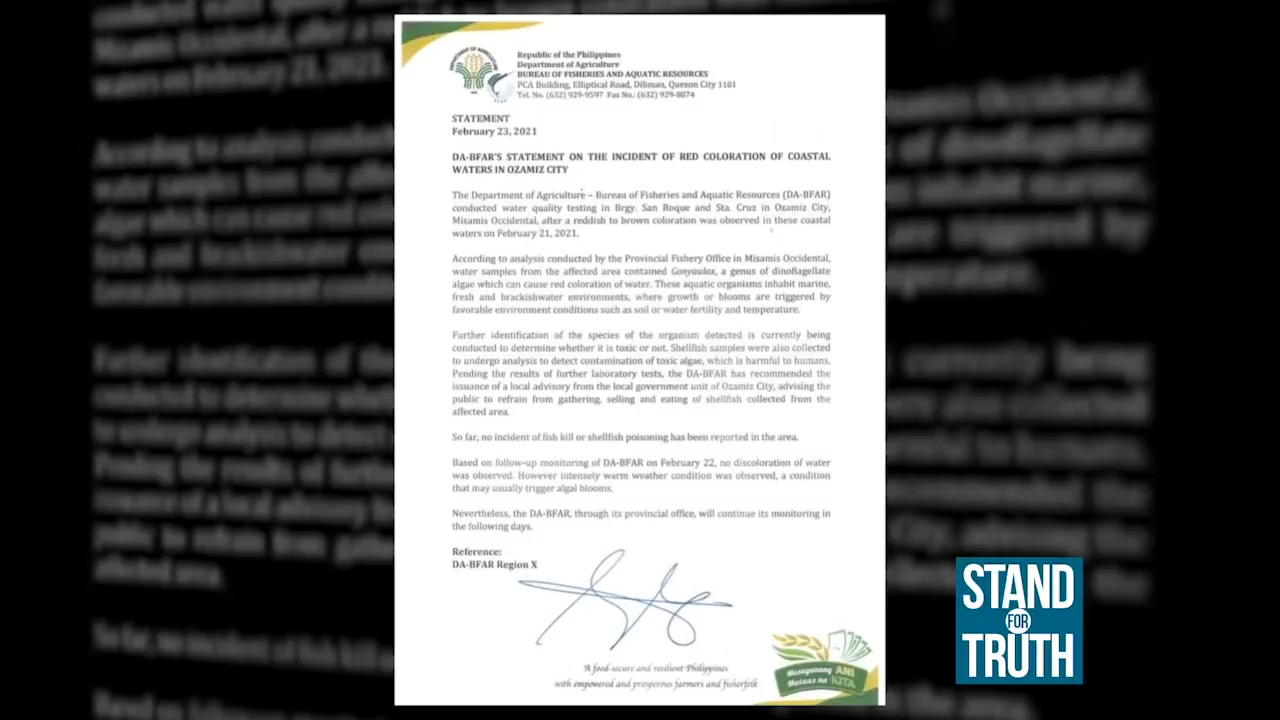 Republic of the Philippines
Department of Agriculture
BUREAU OF FISHERIES AND AQUATIC RESOURCES
PCA Building, Elliptical Road, Diliman, Quezon City 1101
Tel. No. (632) 929-9597 Fax No.: (632) 929-8074
STATEMENT
February 23, 2021
DA-BFAR'S STATEMENT ON THE INCIDENT OF RED COLORATION OF COASTAL
WATERS IN OZAMIZ CITY
The Department of Agriculture – Bureau of Fisheries and Aquatic Resources (DA-BFAR)
conducted water quality testing in Brgy. San Roque and Sta. Cruz in Ozamiz City,
Misamis Occidental, after a reddish to brown coloration was observed in these coastal
waters on February 21, 2021.
According to analysis conducted by the Provincial Fishery Office in Misamis Occidental,
water samples from the affected area contained Gonyaulax, a genus of dinoflagellate
algae which can cause red coloration of water. These aquatic organisms inhabit marine,
fresh and brackishwater environments, where growth or blooms are triggered by
favorable environment conditions such as soil or water fertility and temperature.
Further identification of the species of the organism detected is currently being
conducted to determine whether it is toxic or not. Shellfish samples were also collected
to undergo analysis to detect contamination of toxic algae, which is harmful to humans.
Pending the results of further laboratory tests, the DA-BFAR has recommended the
issuance of a local advisory from the local government unit of Ozamiz City, advising the
public to refrain from gathering, selling and eating of shellfish collected from the
affected area.
So far, no incident of fish kill or shellfish poisoning has been reported in the area.
Based on follow-up monitoring of DA-BFAR on February 22, no discoloration of water
was observed. However intensely warm weather condition was observed, a condition
that may usually trigger algal blooms.
Nevertheless, the DA-BFAR, through its provincial office, will continue its monitoring in
the following days.
Reference:
DA-BFAR Region X
A food-secure and resilient Philippines
with empowered and prosperous farmers and fisherfolk
Masaganang ANI
Mataas na KITA
STAND
FOR
TRUTH